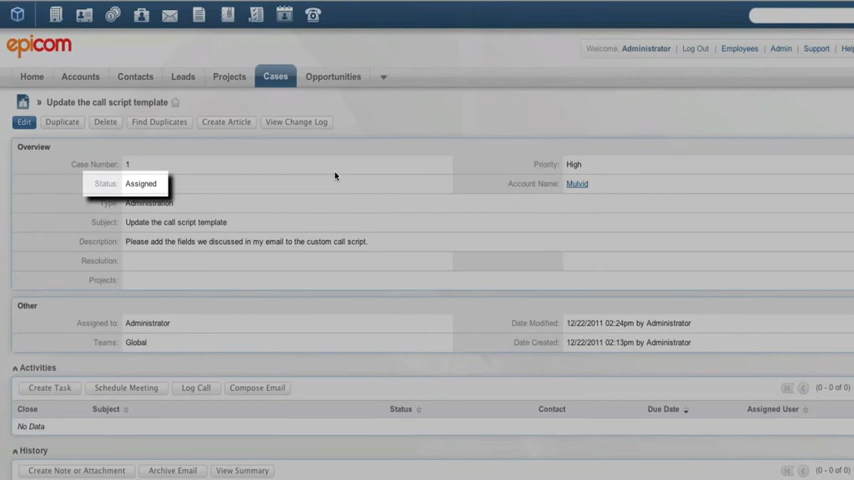 epicom
Welcome, Administrator | Log Out | Employees | Admin | Support |
Home Accounts Contacts Leads Projects Cases Opportunities
» Update the call script template
Edit Duplicate Delete Find Duplicates Create Article View Change Log
Overview
Case Number: 1 Priority: High
Status: Assigned Account Name: Mulvid
Type: Administration
Subject: Update the call script template
Description: Please add the fields we discussed in my email to the custom call script.
Resolution:
Projects:
Other
Assigned to: Administrator Date Modified: 12/22/2011 02:24pm by Administrator
Teams: Global Date Created: 12/22/2011 02:13pm by Administrator
Activities
Create Task Schedule Meeting Log Call Compose Email (0 - 0 of 0)
Close Subject Status Contact Due Date Assigned User
No Data
History
Create Note or Attachment Archive Email View Summary (0 - 0 of 0)